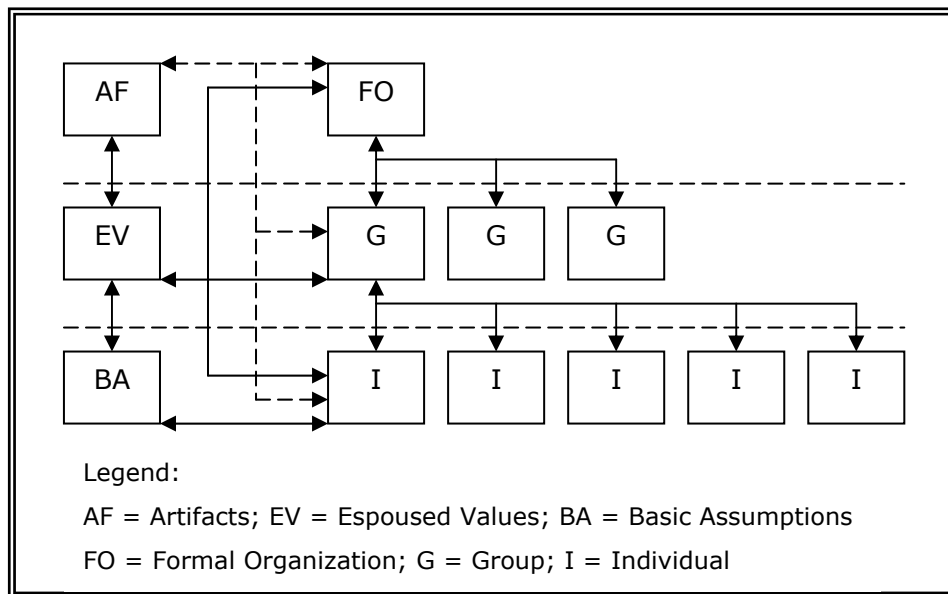 AF FO
EV G G G
BA I I I I I
Legend:
AF = Artifacts; EV = Espoused Values; BA = Basic Assumptions
FO = Formal Organization; G = Group; I = Individual